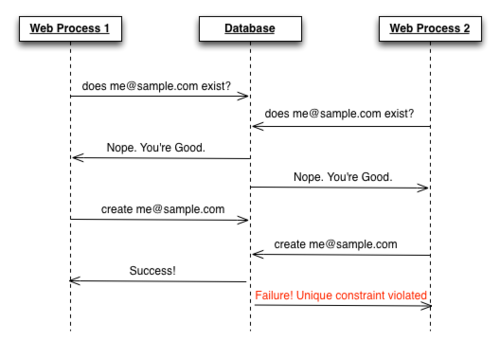 Web Process 1
Database
Web Process 2
does me@sample.com exist?
does me@sample.com exist?
Nope. You're Good.
Nope. You're Good.
create me@sample.com
create me@sample.com
Success!
Failure! Unique constraint violated